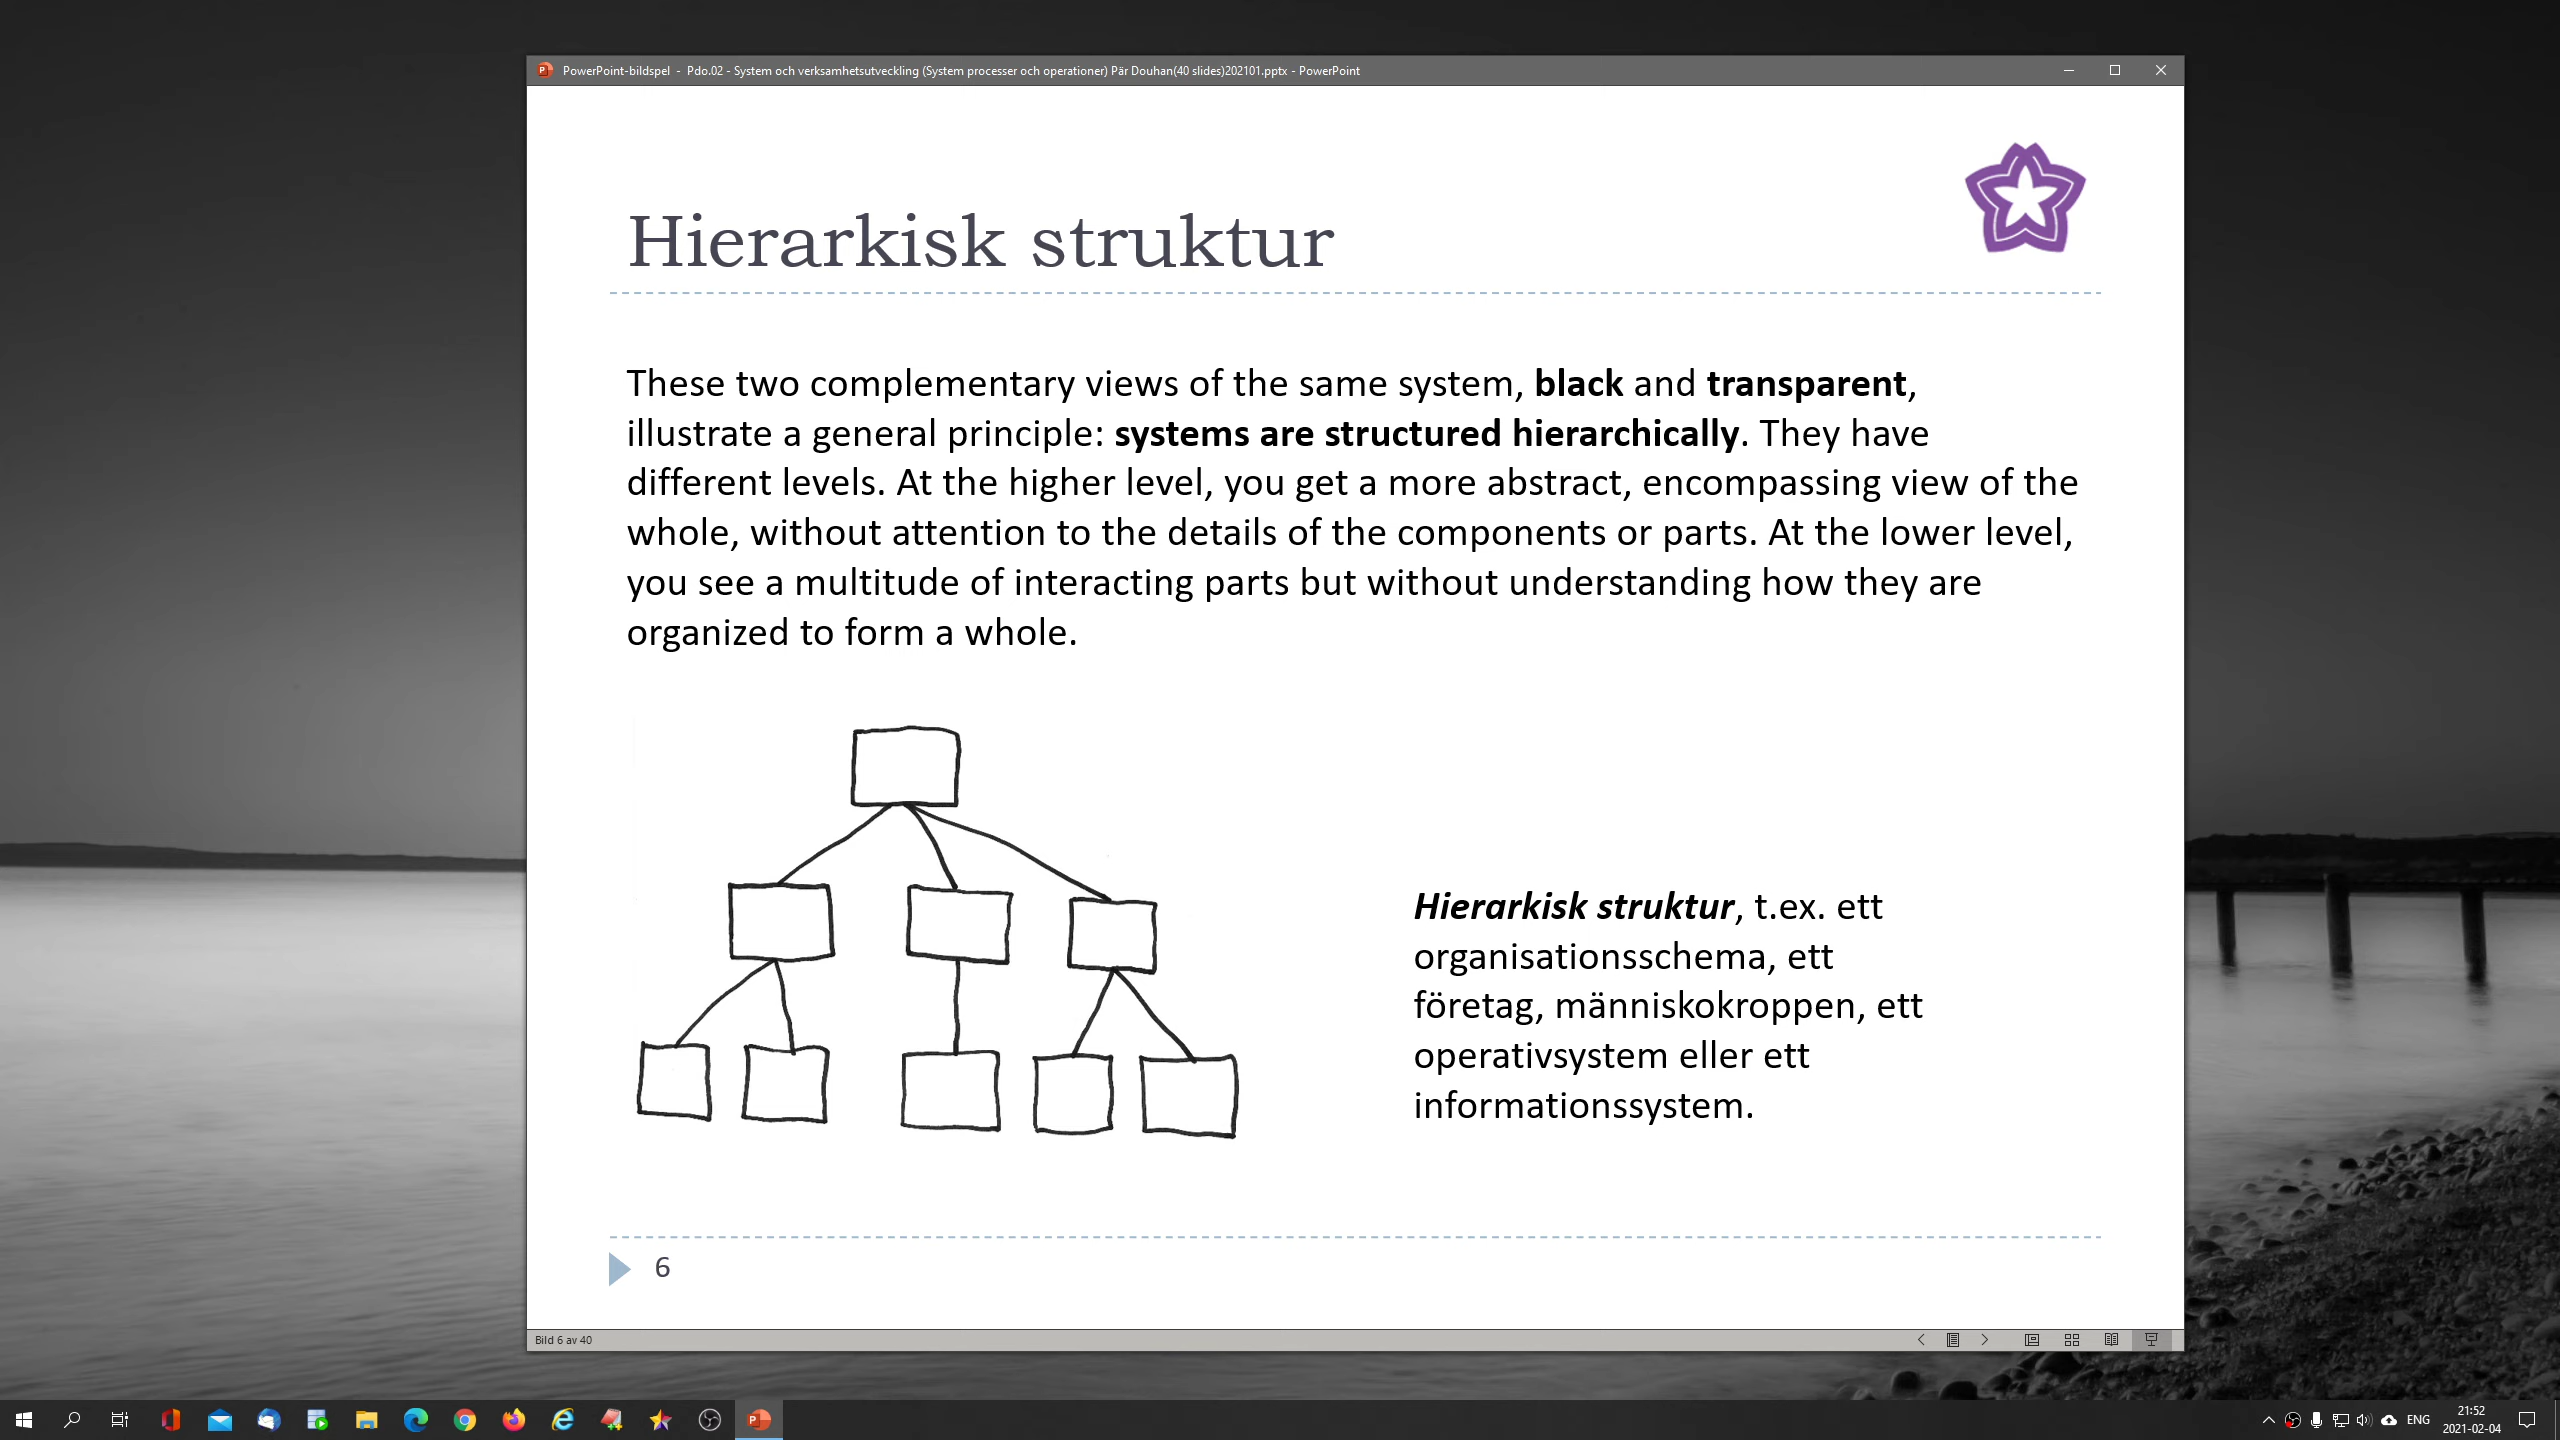 PowerPoint-bildspel - Pdo.02 - System och verksamhetsutveckling (System processer och operationer) Pär Douhan(40 slides)202101.pptx - PowerPoint
Hierarkisk struktur
These two complementary views of the same system, black and transparent,
illustrate a general principle: systems are structured hierarchically. They have
different levels. At the higher level, you get a more abstract, encompassing view of the
whole, without attention to the details of the components or parts. At the lower level,
you see a multitude of interacting parts but without understanding how they are
organized to form a whole.
Hierarkisk struktur, t.ex. ett
organisationsschema, ett
företag, människokroppen, ett
operativsystem eller ett
informationssystem.
6
Bild 6 av 40
ENG
21:52
2021-02-04